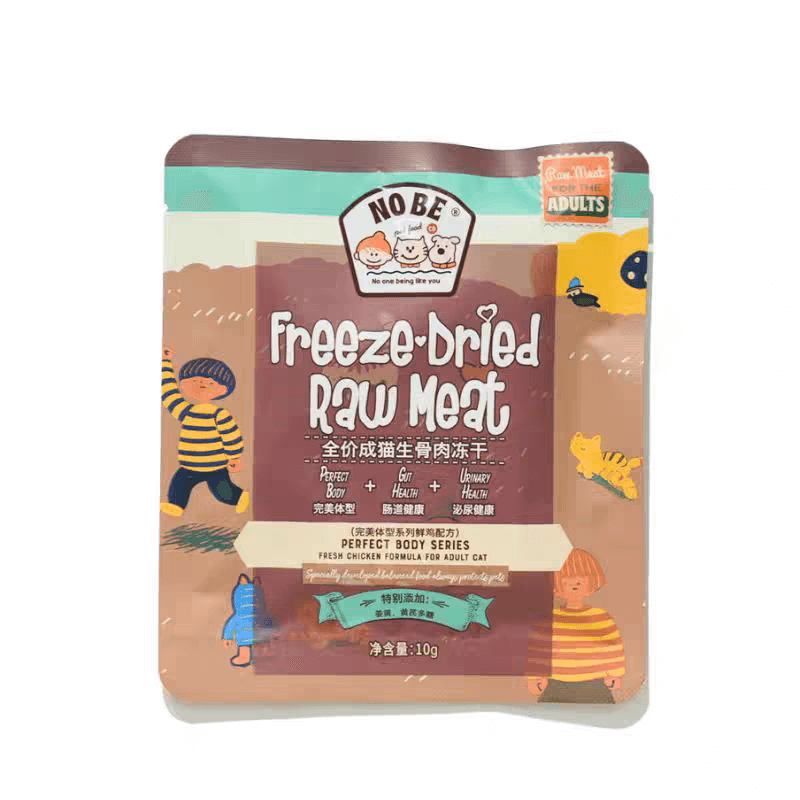 NO BE ®
pet food co
No one being like you
Raw Meat
FOR THE
ADULTS
Freeze-Dried
Raw Meat
全价成猫生骨肉冻干
PERFECT BODY + GUT HEALTH + URINARY HEALTH
完美体型 肠道健康 泌尿健康
(完美体型系列鲜鸡配方)
PERFECT BODY SERIES
FRESH CHICKEN FORMULA FOR ADULT CAT
Specially developed balanced food always protects pets
特别添加:
姜黄、黄芪多糖
净含量:10g